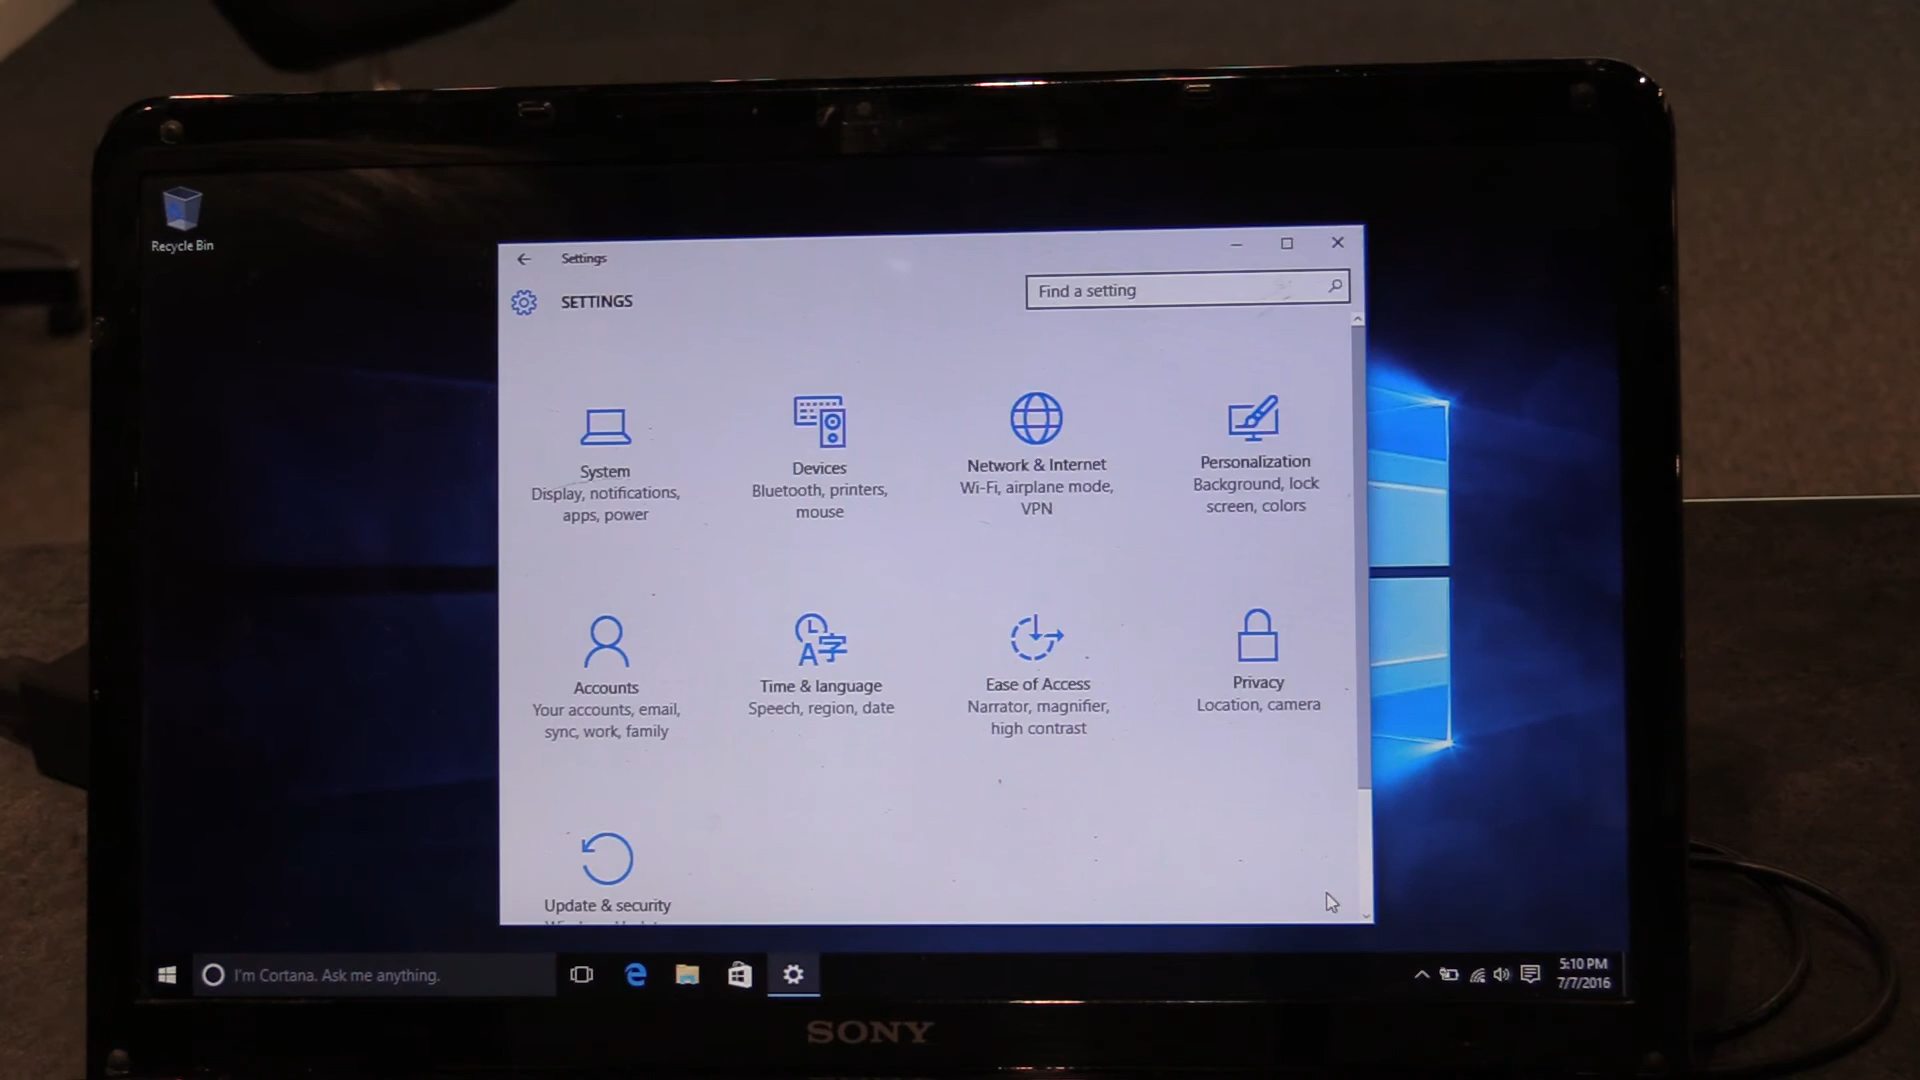 Recycle Bin
Settings
SETTINGS
Find a setting
System
Display, notifications,
apps, power
Devices
Bluetooth, printers,
mouse
Network & Internet
Wi-Fi, airplane mode,
VPN
Personalization
Background, lock
screen, colors
Accounts
Your accounts, email,
sync, work, family
Time & language
Speech, region, date
Ease of Access
Narrator, magnifier,
high contrast
Privacy
Location, camera
Update & security
I'm Cortana. Ask me anything.
5:10 PM
7/7/2016
SONY